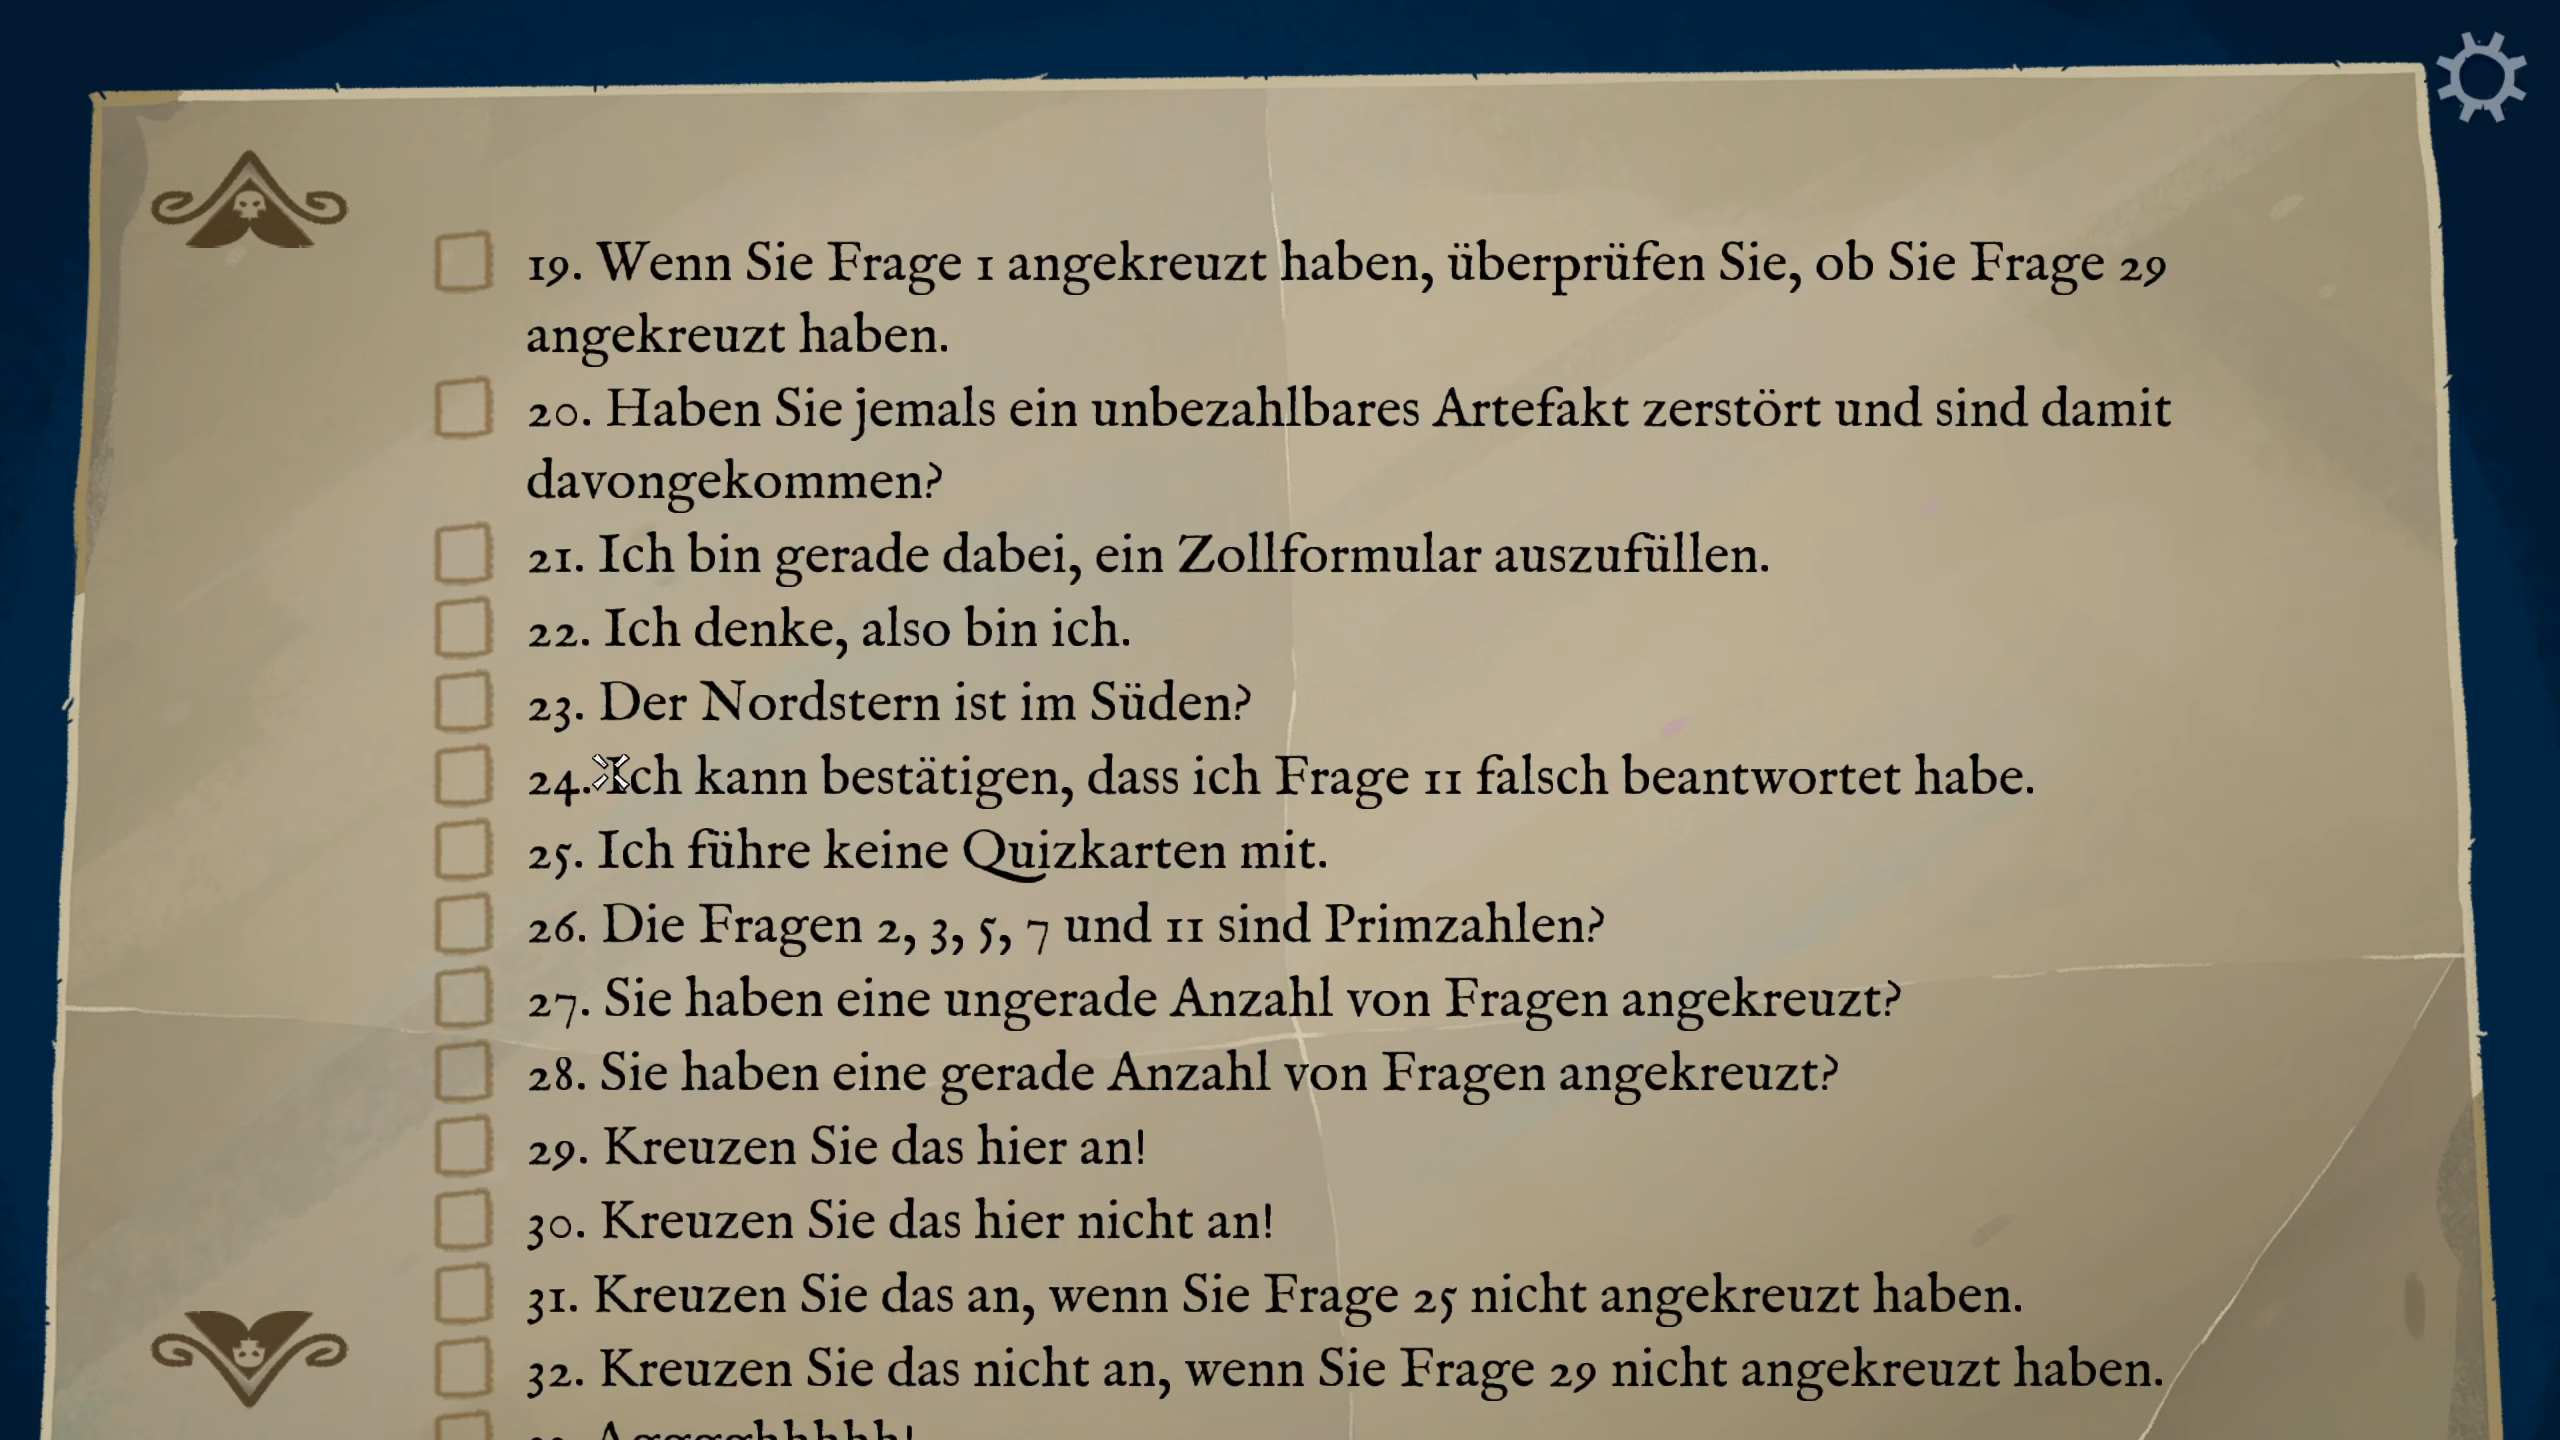 19. Wenn Sie Frage 1 angekreuzt haben, überprüfen Sie, ob Sie Frage 29
angekreuzt haben.
20. Haben Sie jemals ein unbezahlbares Artefakt zerstört und sind damit
davongekommen?
21. Ich bin gerade dabei, ein Zollformular auszufüllen.
22. Ich denke, also bin ich.
23. Der Nordstern ist im Süden?
24. Ich kann bestätigen, dass ich Frage 11 falsch beantwortet habe.
25. Ich führe keine Quizkarten mit.
26. Die Fragen 2, 3, 5, 7 und 11 sind Primzahlen?
27. Sie haben eine ungerade Anzahl von Fragen angekreuzt?
28. Sie haben eine gerade Anzahl von Fragen angekreuzt?
29. Kreuzen Sie das hier an!
30. Kreuzen Sie das hier nicht an!
31. Kreuzen Sie das an, wenn Sie Frage 25 nicht angekreuzt haben.
32. Kreuzen Sie das nicht an, wenn Sie Frage 29 nicht angekreuzt haben.